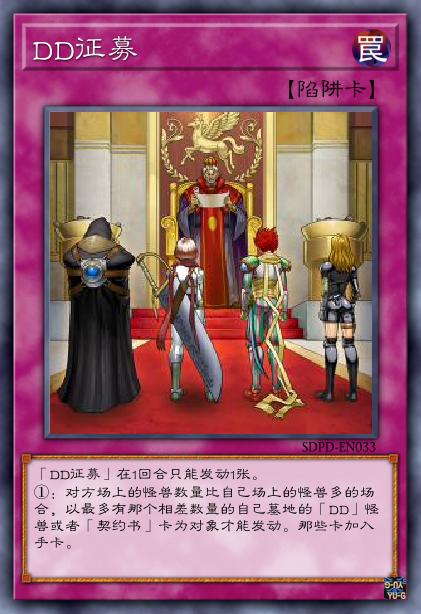 DD征募
罠
【陷阱卡】
SDPD-EN033
「DD征募」在1回合只能发动1张。
①：对方场上的怪兽数量比自己场上的怪兽多的场
合，以最多有那个相差数量的自己墓地的「DD」怪
兽或者「契约书」卡为对象才能发动。那些卡加入
手卡。
YU-G